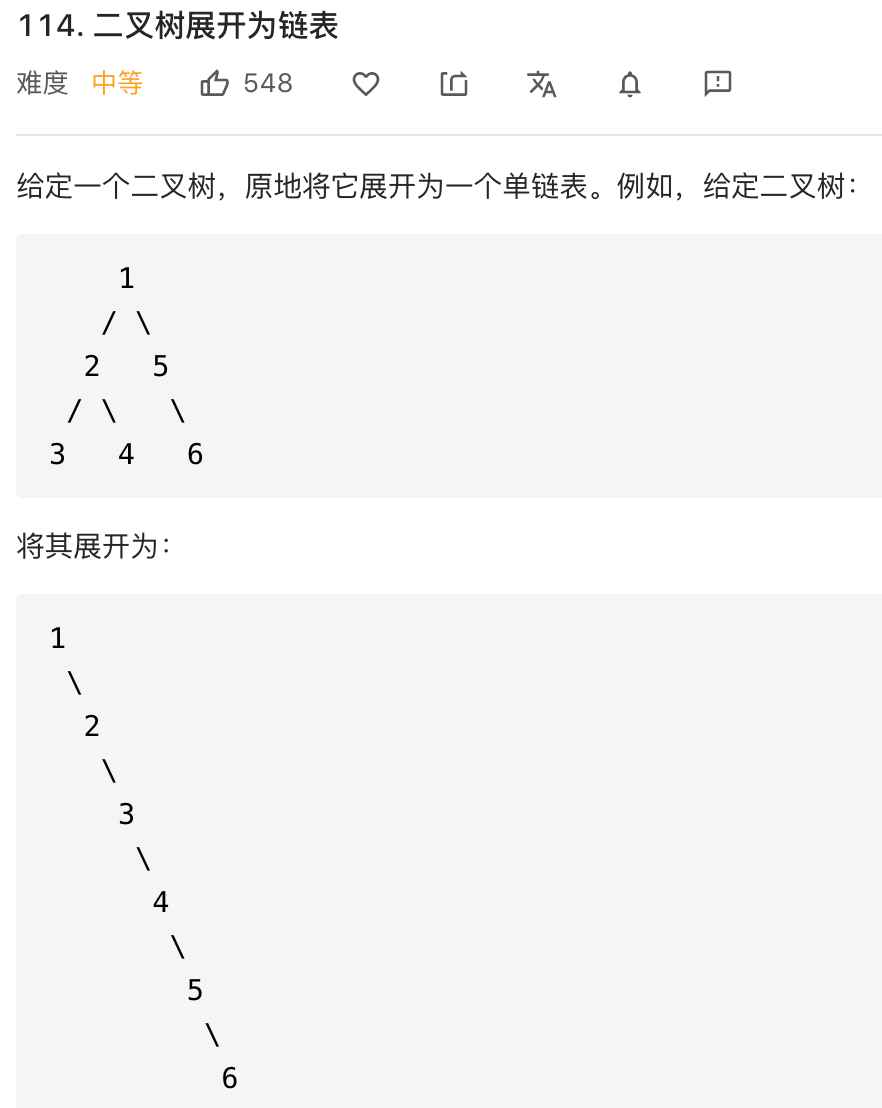 114. 二叉树展开为链表
难度 中等 548
给定一个二叉树，原地将它展开为一个单链表。例如，给定二叉树：
    1
   / \
  2   5
 / \   \
3   4   6
将其展开为：
1
 \
  2
   \
    3
     \
      4
       \
        5
         \
          6